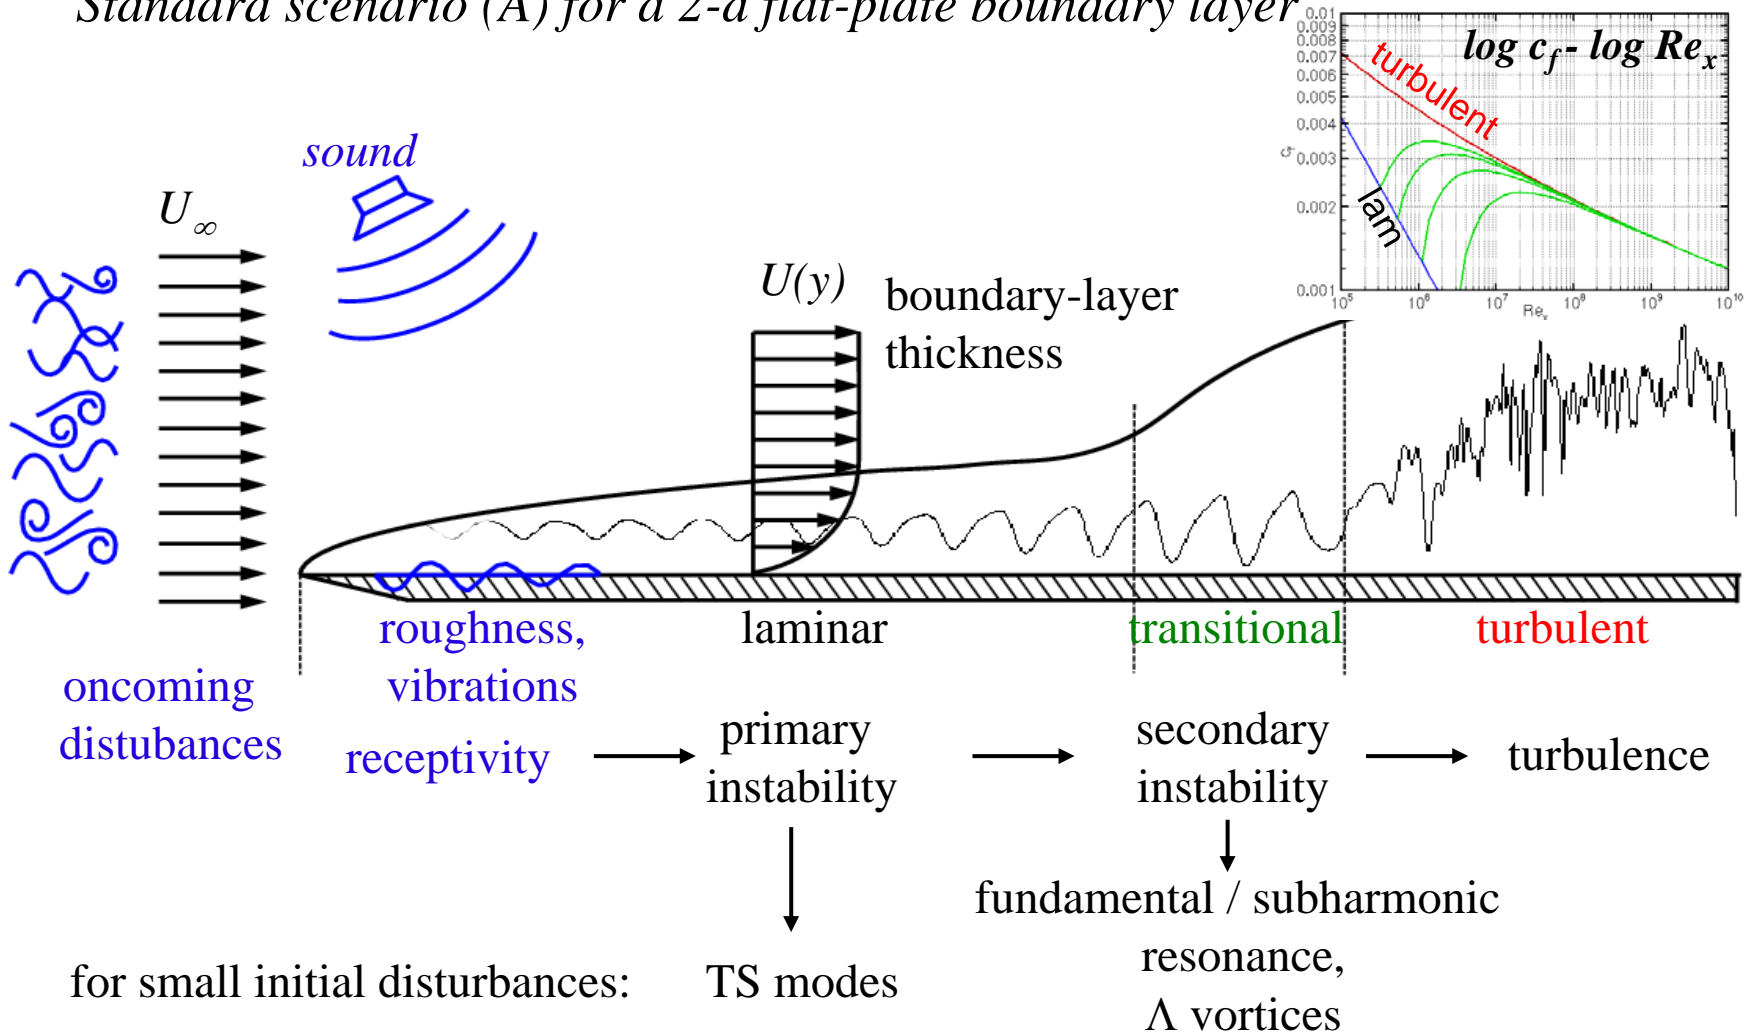 Standard scenario (A) for a 2-d flat-plate boundary layer
log c_f - log Re_x
0.01
0.009
0.008
0.007
0.006
0.005
0.004
0.003
0.002
0.001
turbulent
lam
c_f
10^5
10^6
10^7
10^8
10^9
10^10
Re_x
sound
U_∞
U(y)
boundary-layer
thickness
roughness,
vibrations
laminar
transitional
turbulent
oncoming
distubances
receptivity
primary
instability
secondary
instability
turbulence
fundamental / subharmonic
resonance,
Λ vortices
for small initial disturbances:
TS modes